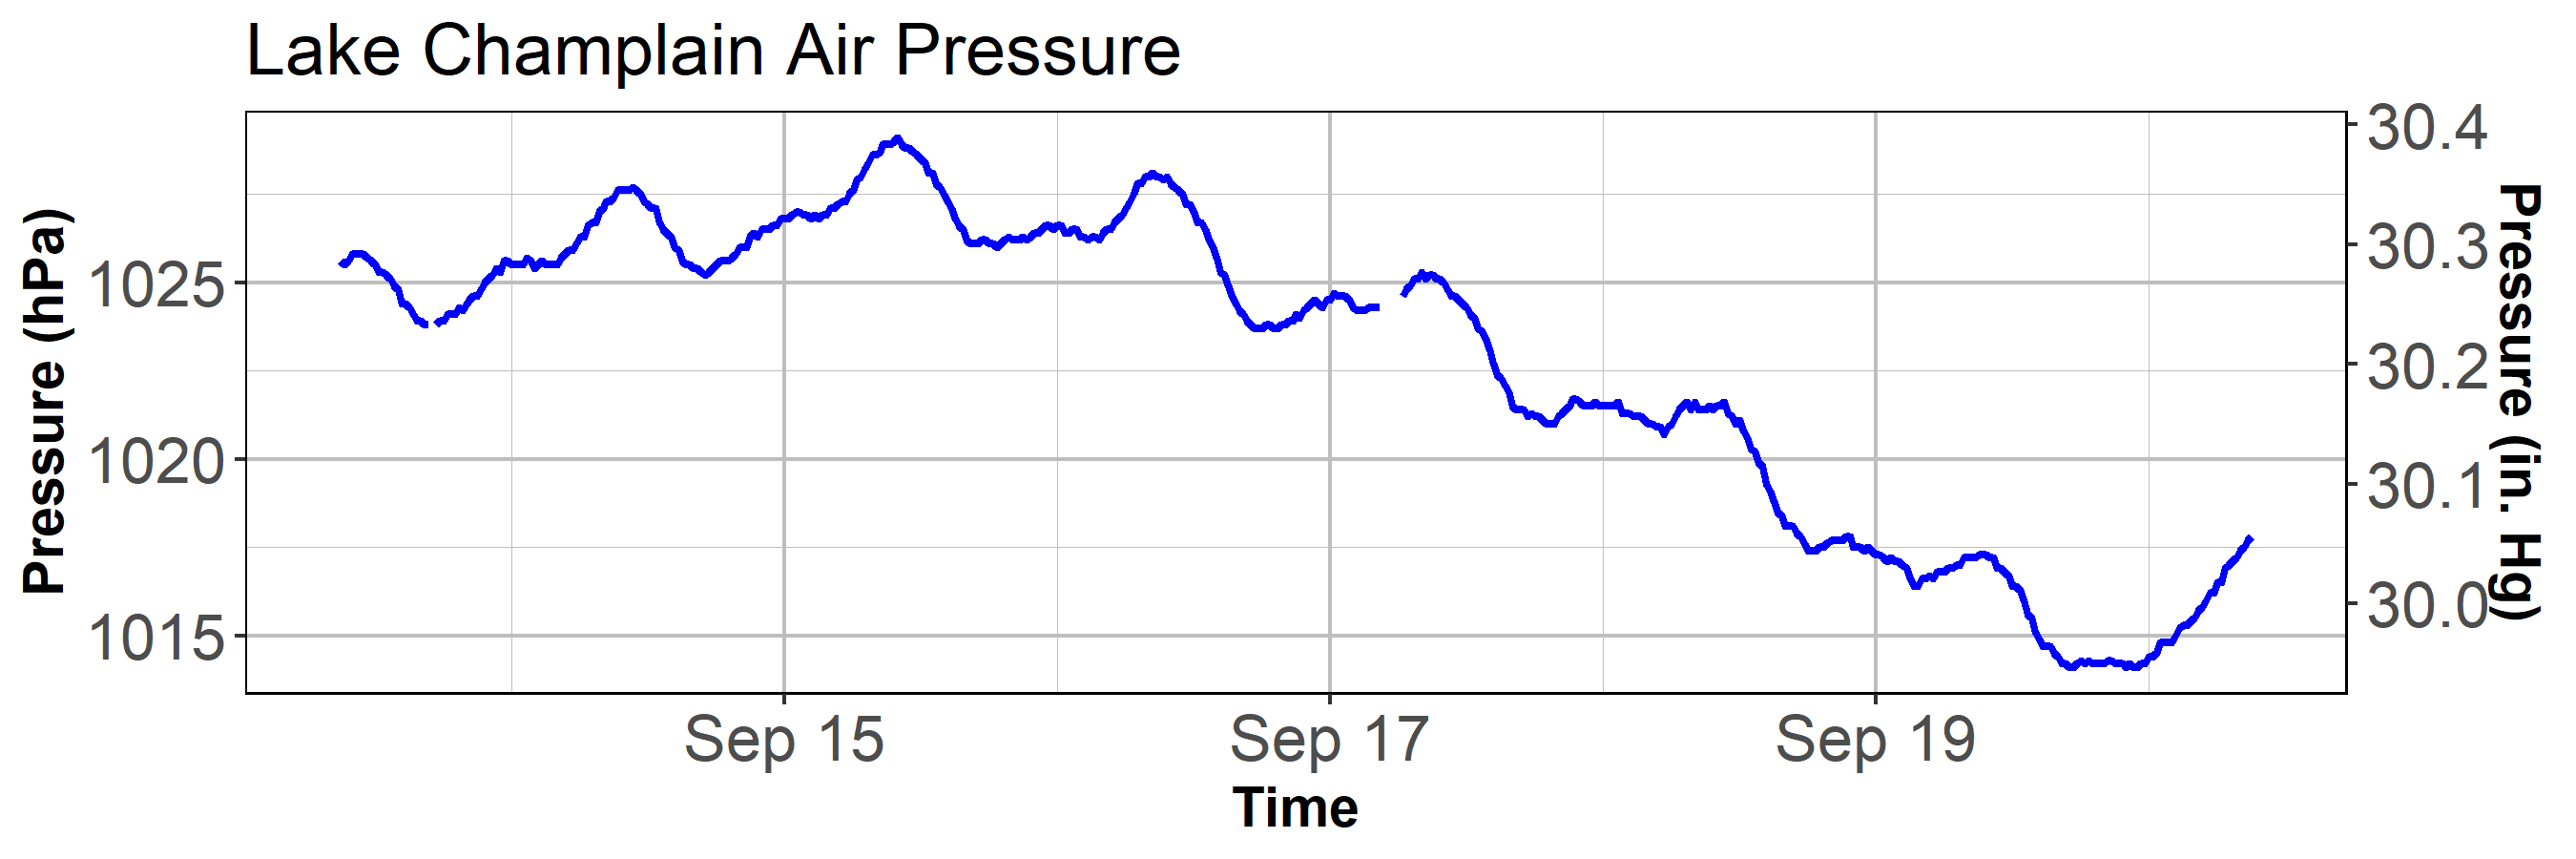 Lake Champlain Air Pressure
Pressure (hPa)
1025
1020
1015
30.4
30.3
30.2
30.1
30.0
Pressure (in. Hg)
Sep 15
Sep 17
Sep 19
Time